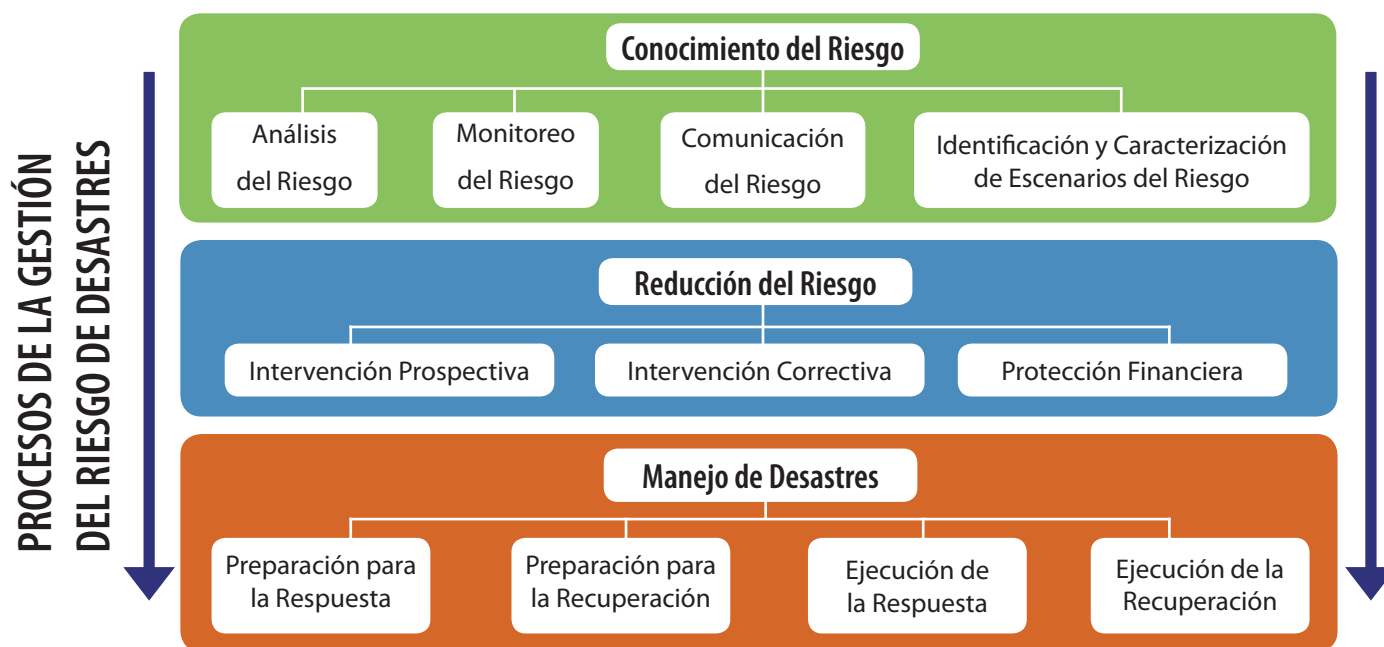 PROCESOS DE LA GESTIÓN
DEL RIESGO DE DESASTRES
Conocimiento del Riesgo
Análisis
del Riesgo
Monitoreo
del Riesgo
Comunicación
del Riesgo
Identificación y Caracterización
de Escenarios del Riesgo
Reducción del Riesgo
Intervención Prospectiva
Intervención Correctiva
Protección Financiera
Manejo de Desastres
Preparación para
la Respuesta
Preparación para
la Recuperación
Ejecución de
la Respuesta
Ejecución de la
Recuperación